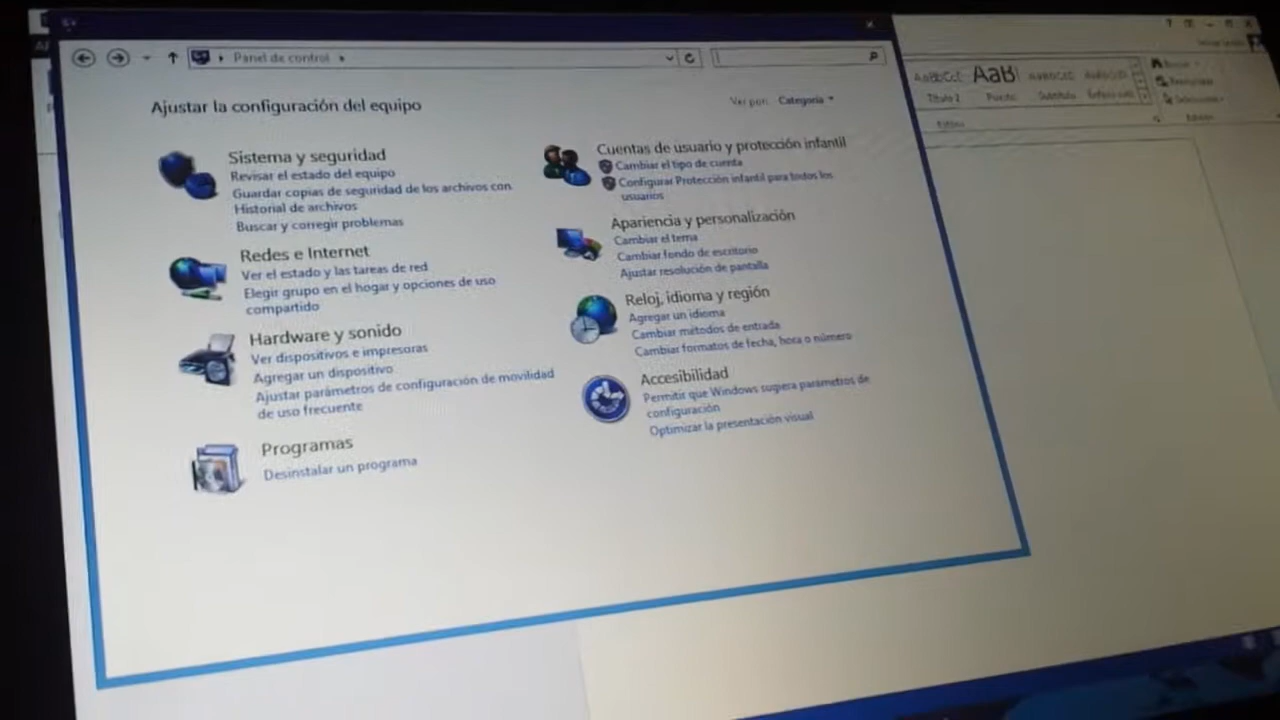 Panel de control
Ajustar la configuración del equipo
Ver por: Categoría
Sistema y seguridad
Revisar el estado del equipo
Guardar copias de seguridad de los archivos con
Historial de archivos
Buscar y corregir problemas
Redes e Internet
Ver el estado y las tareas de red
Elegir grupo en el hogar y opciones de uso
compartido
Hardware y sonido
Ver dispositivos e impresoras
Agregar un dispositivo
Ajustar parámetros de configuración de movilidad
de uso frecuente
Programas
Desinstalar un programa
Cuentas de usuario y protección infantil
Cambiar el tipo de cuenta
Configurar Protección infantil para todos los
usuarios
Apariencia y personalización
Cambiar el tema
Cambiar fondo de escritorio
Ajustar resolución de pantalla
Reloj, idioma y región
Agregar un idioma
Cambiar métodos de entrada
Cambiar formatos de fecha, hora o número
Accesibilidad
Permitir que Windows sugiera parámetros de
configuración
Optimizar la presentación visual
AaBbCcC AaB
Título 2 Puesto Subtítulo